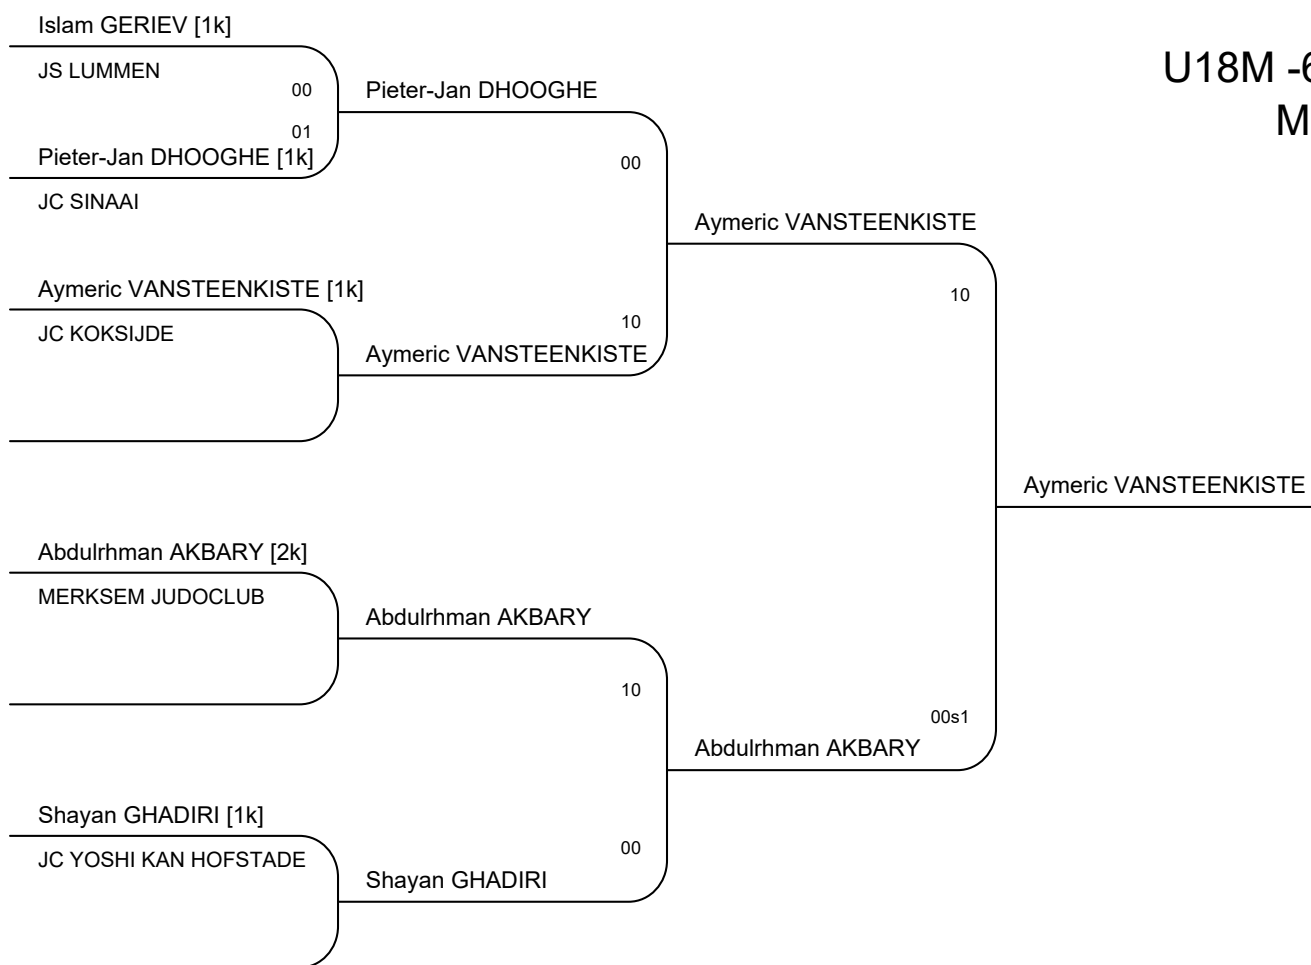 Islam GERIEV [1k]
JS LUMMEN
00
01
Pieter-Jan DHOOGHE [1k]
JC SINAAI
Aymeric VANSTEENKISTE [1k]
JC KOKSIJDE
Abdulrhman AKBARY [2k]
MERKSEM JUDOCLUB
Shayan GHADIRI [1k]
JC YOSHI KAN HOFSTADE
Pieter-Jan DHOOGHE
00
10
Aymeric VANSTEENKISTE
Abdulrhman AKBARY
10
00
Shayan GHADIRI
Aymeric VANSTEENKISTE
10
00s1
Abdulrhman AKBARY
Aymeric VANSTEENKISTE
U18M -6
M